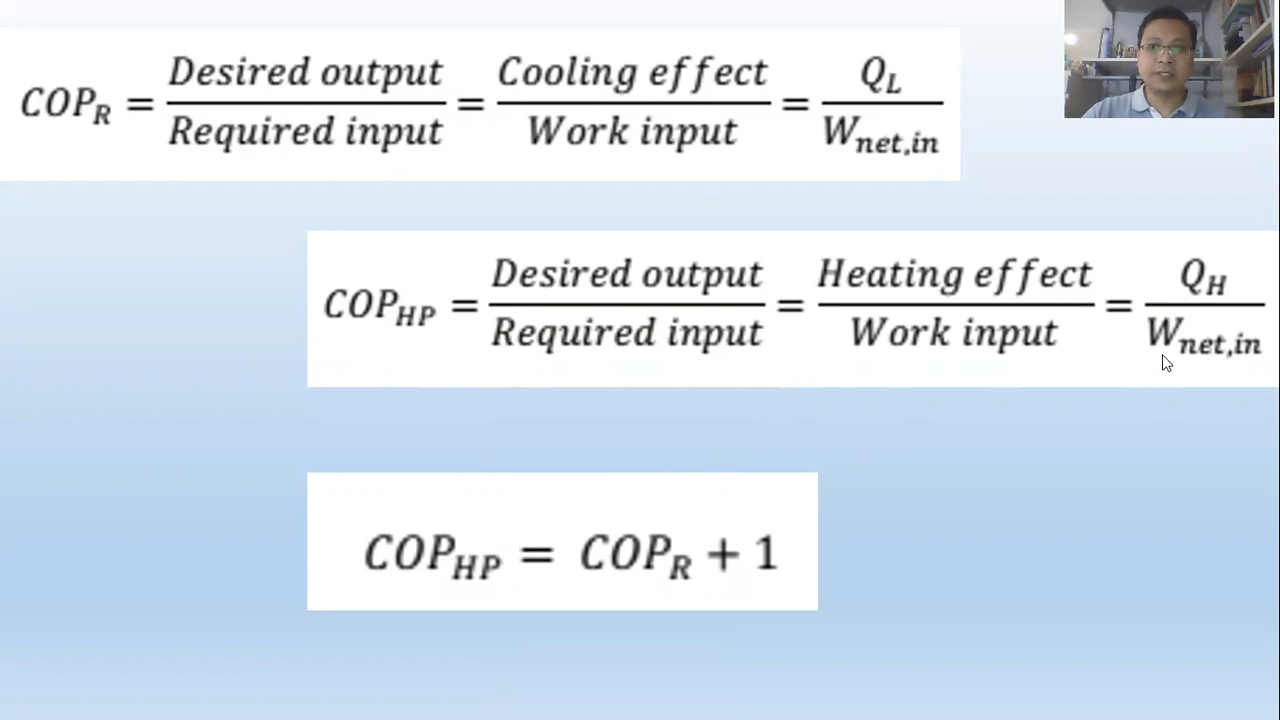 COP_R = Desired output / Required input = Cooling effect / Work input = Q_L / W_net,in
COP_HP = Desired output / Required input = Heating effect / Work input = Q_H / W_net,in
COP_HP = COP_R + 1